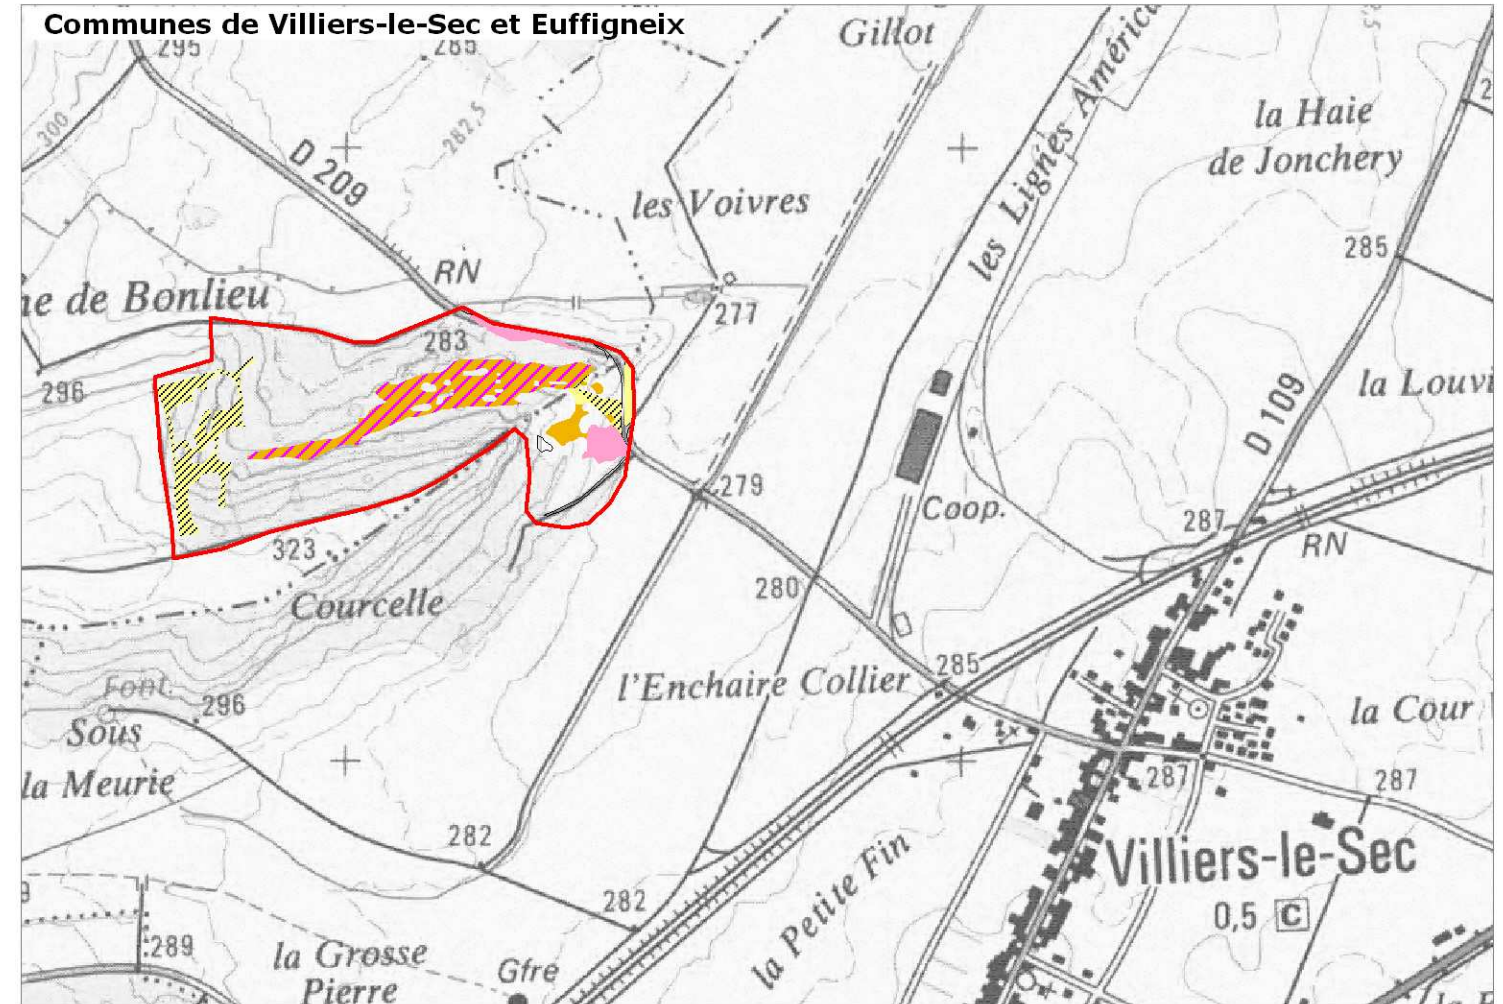 Communes de Villiers-le-Sec et Euffigneix
295
285
Gillot
les Lignes América
300
282,5
la Haie
de Jonchery
D 209
les Voivres
285
RN
ne de Bonlieu
277
283
296
la Louvi
D 109
279
Coop.
287
RN
323
280
Courcelle
l'Enchaire Collier
285
Font.
296
Sous
la Meurie
la Cour
287
287
282
Villiers-le-Sec
0,5 C
la Petite Fin
282
289
la Grosse
Pierre
Gfre